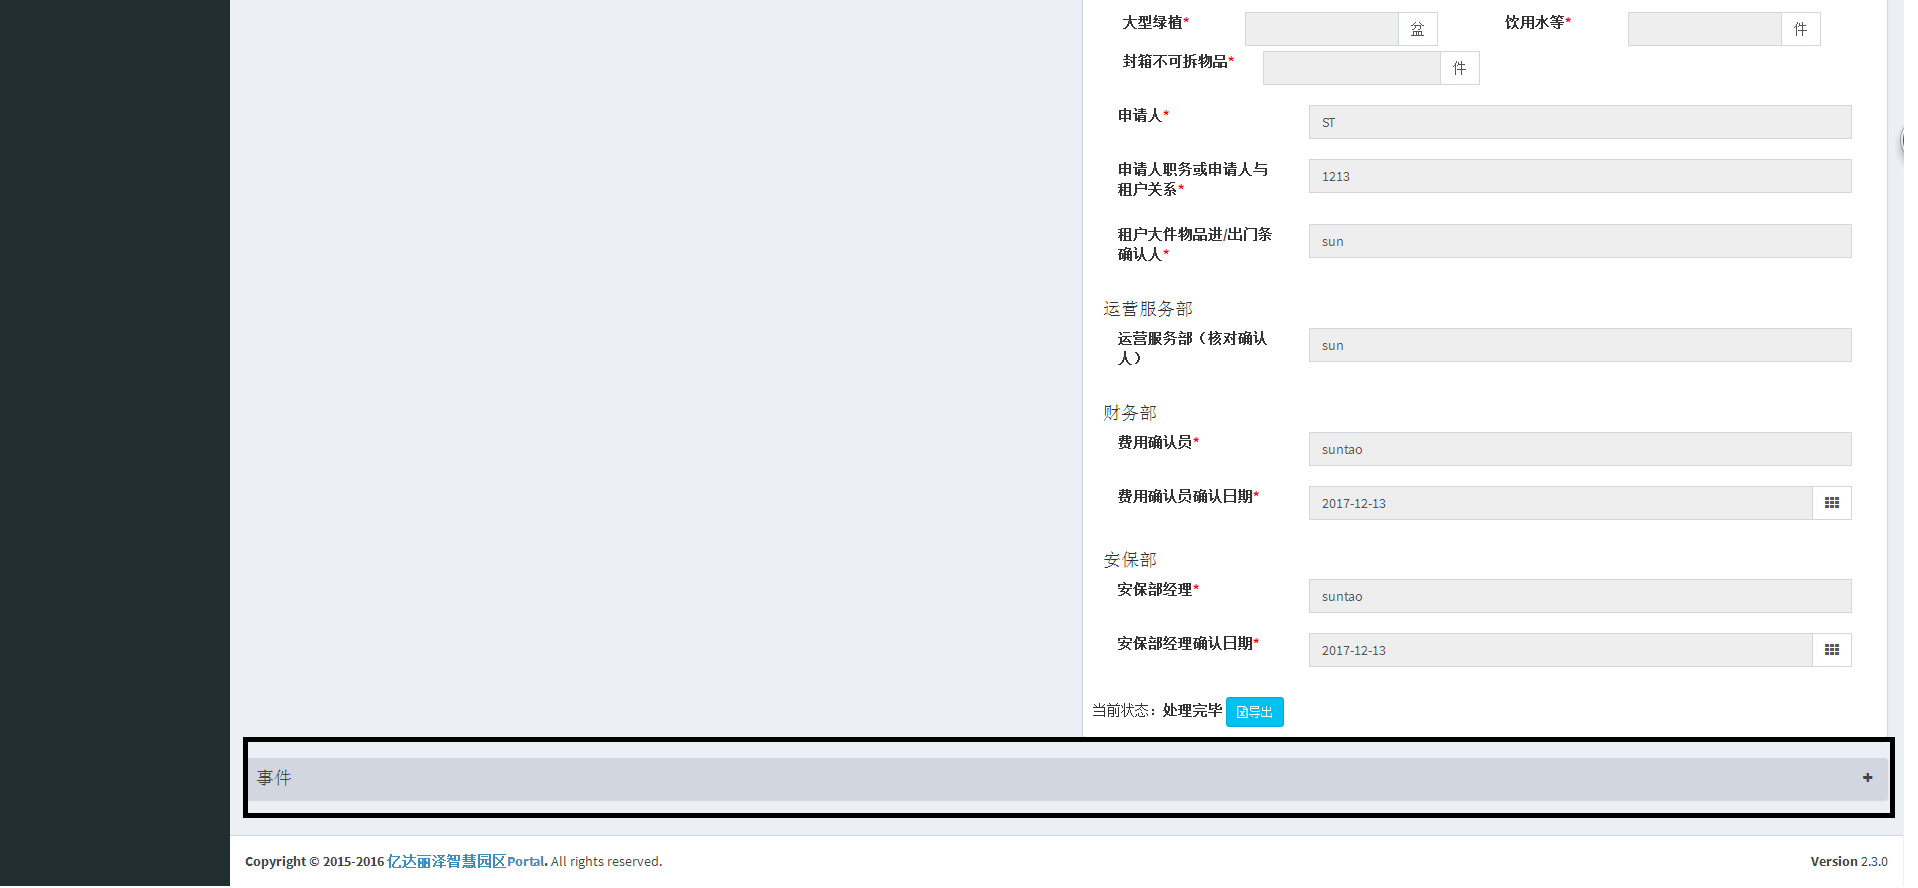 大型绿植* 盆 饮用水等* 件
封箱不可拆物品* 件
申请人* ST
申请人职务或申请人与
租户关系* 1213
租户大件物品进/出门条
确认人* sun
运营服务部
运营服务部（核对确认
人） sun
财务部
费用确认员* suntao
费用确认员确认日期* 2017-12-13
安保部
安保部经理* suntao
安保部经理确认日期* 2017-12-13
当前状态：处理完毕 导出
事件
Copyright © 2015-2016 亿达丽泽智慧园区Portal. All rights reserved. Version 2.3.0